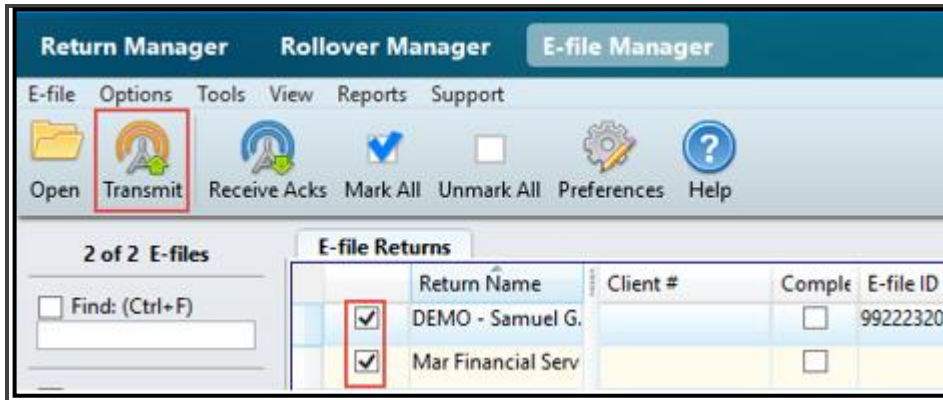 Return Manager Rollover Manager E-file Manager
E-file Options Tools View Reports Support
Open Transmit Receive Acks Mark All Unmark All Preferences Help
2 of 2 E-files
E-file Returns
Return Name Client # Comple E-file ID
Find: (Ctrl+F)
DEMO - Samuel G. 99222320
Mar Financial Serv